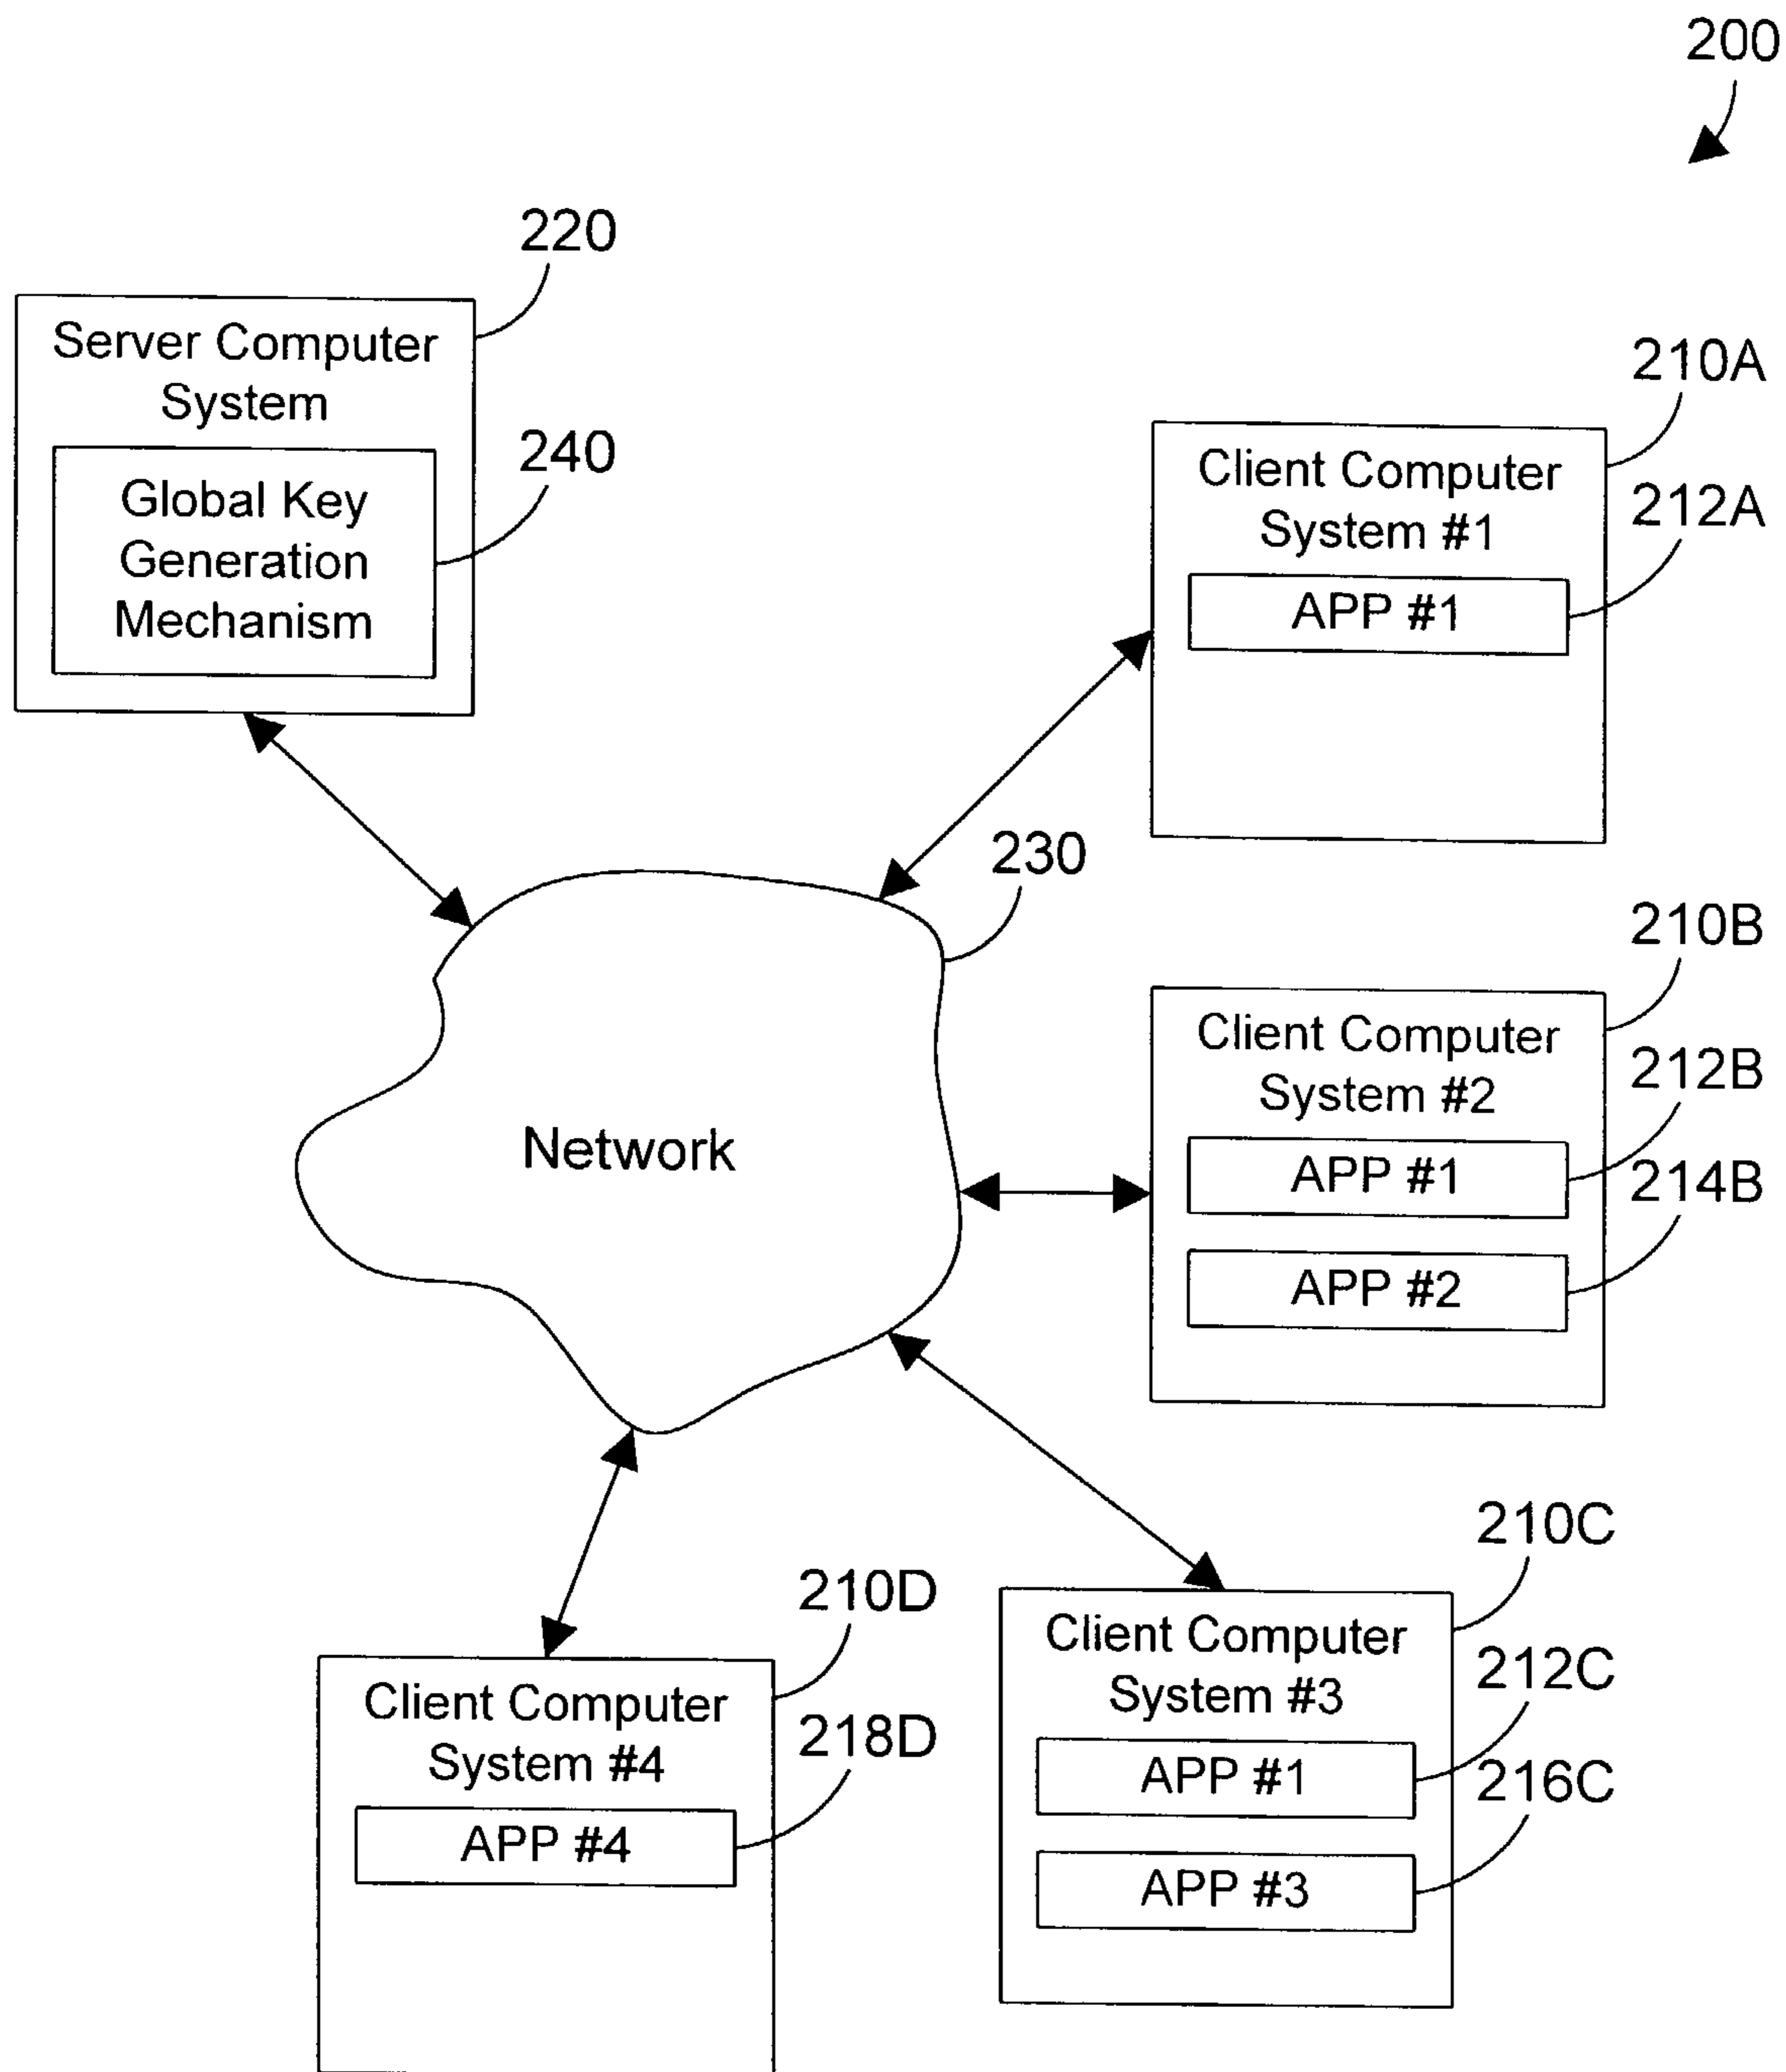 200
220
Server Computer
System
240
Global Key
Generation
Mechanism
210A
Client Computer
System #1
212A
APP #1
230
Network
210B
Client Computer
System #2
212B
APP #1
214B
APP #2
210C
Client Computer
System #3
212C
APP #1
216C
APP #3
210D
Client Computer
System #4
218D
APP #4